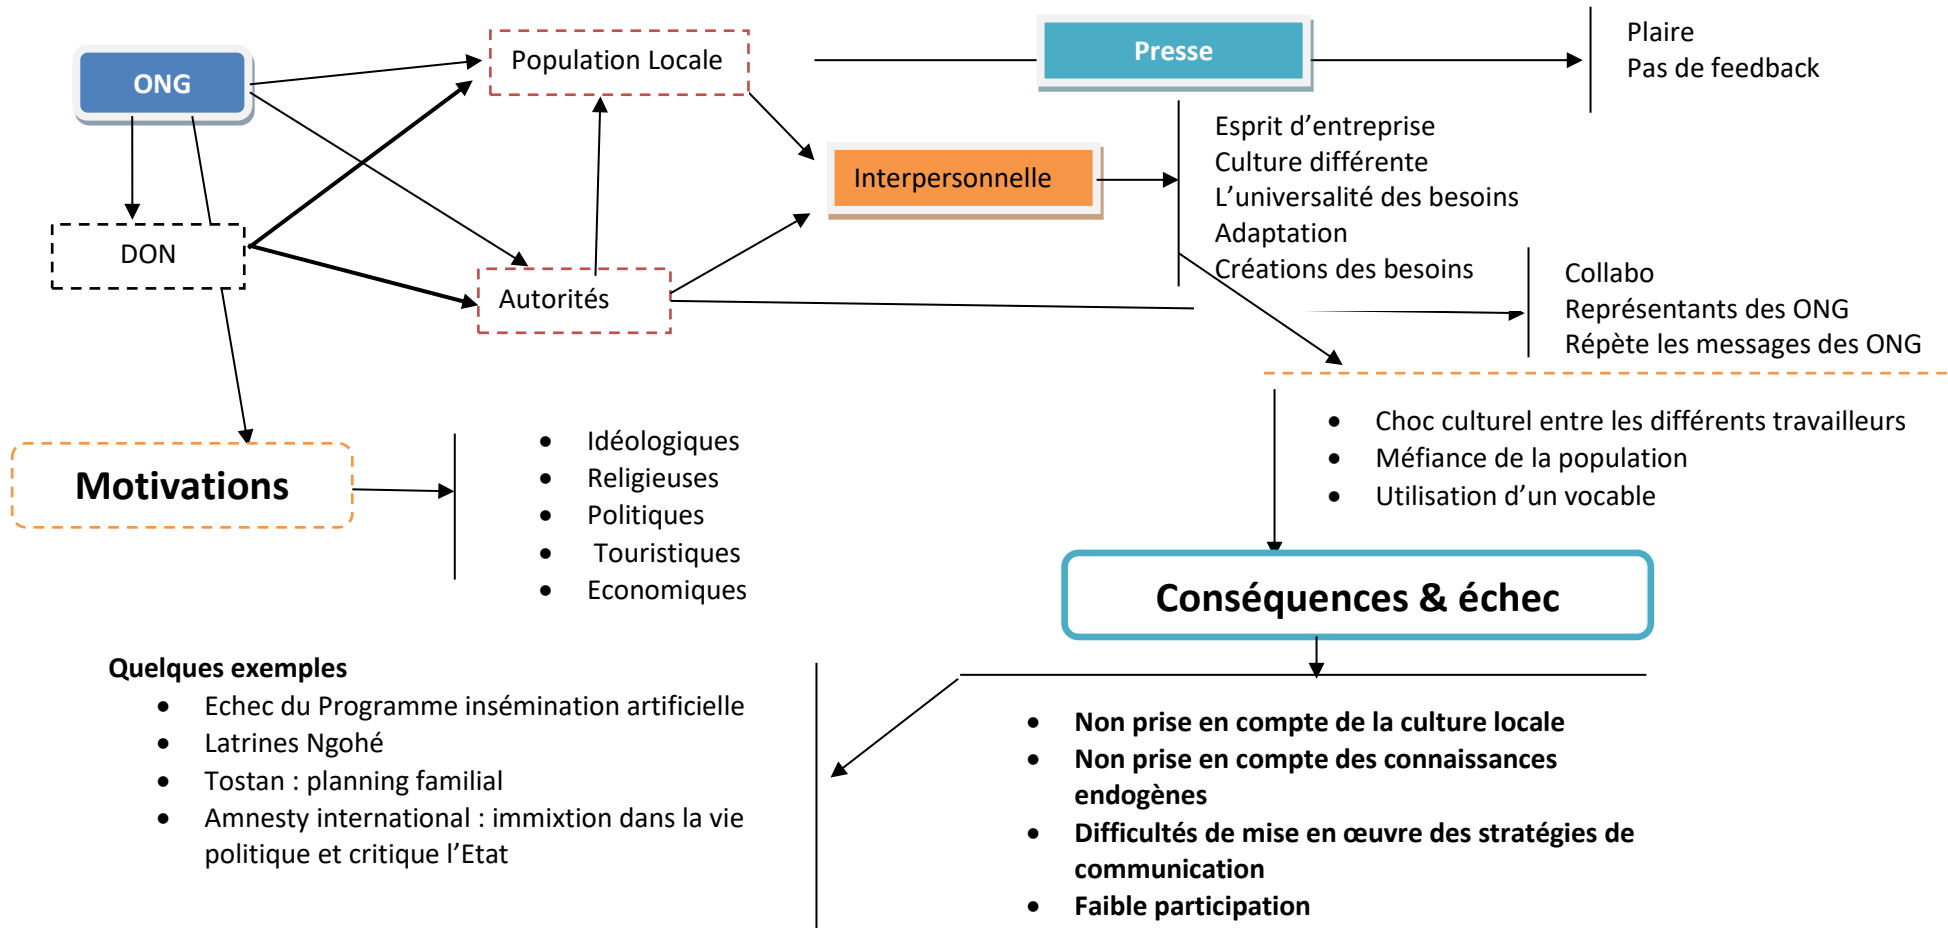 ONG
Population Locale
Presse
Plaire
Pas de feedback
Esprit d’entreprise
Culture différente
L’universalité des besoins
Adaptation
Créations des besoins
Interpersonnelle
DON
Autorités
Collabo
Représentants des ONG
Répète les messages des ONG
Motivations
• Idéologiques
• Religieuses
• Politiques
• Touristiques
• Economiques
• Choc culturel entre les différents travailleurs
• Méfiance de la population
• Utilisation d’un vocable
Conséquences & échec
Quelques exemples
• Echec du Programme insémination artificielle
• Latrines Ngohé
• Tostan : planning familial
• Amnesty international : immixtion dans la vie
politique et critique l’Etat
• Non prise en compte de la culture locale
• Non prise en compte des connaissances
endogènes
• Difficultés de mise en œuvre des stratégies de
communication
• Faible participation